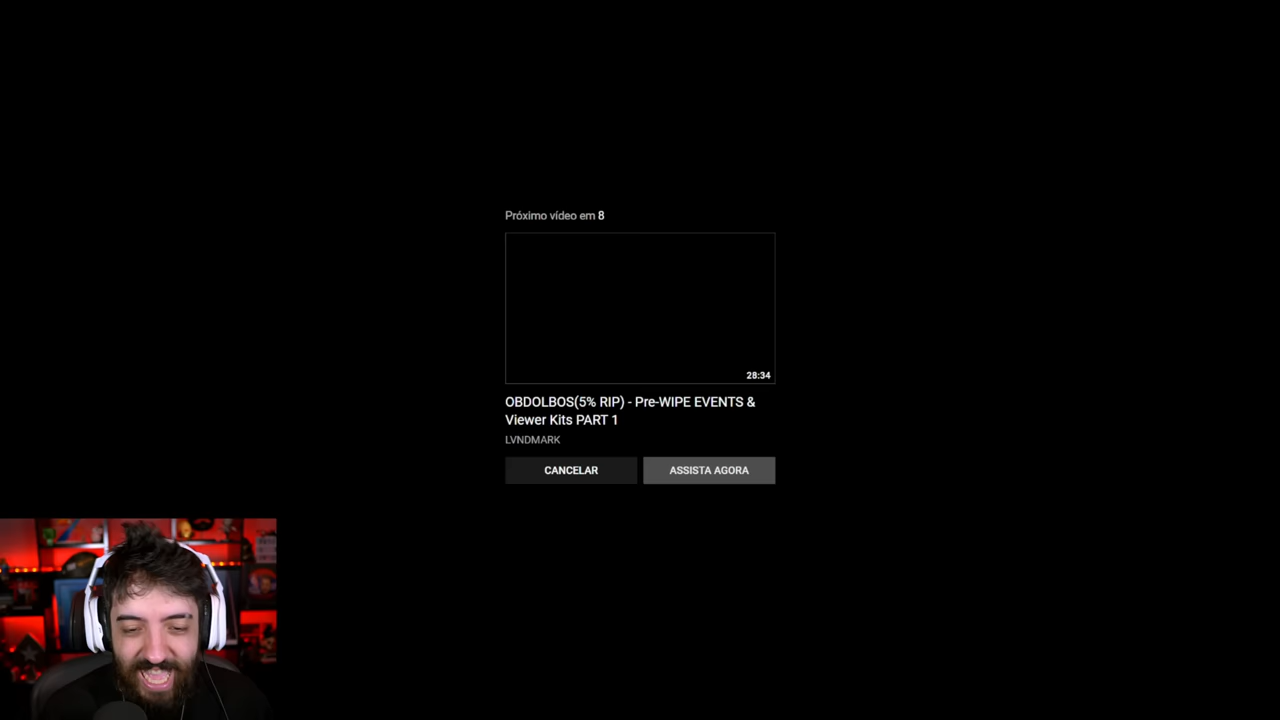 Próximo vídeo em 8
28:34
OBDOLBOS(5% RIP) - Pre-WIPE EVENTS &
Viewer Kits PART 1
LVNDMARK
CANCELAR
ASSISTA AGORA